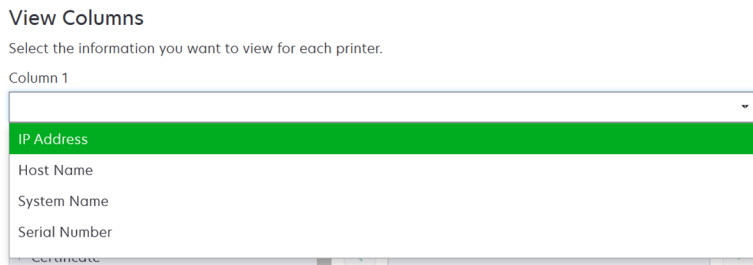 View Columns
Select the information you want to view for each printer.
Column 1
IP Address
Host Name
System Name
Serial Number
Certificate